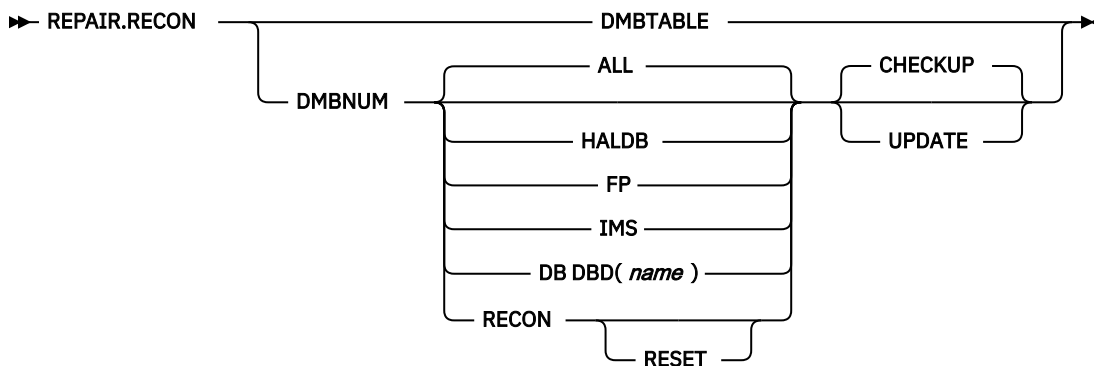 REPAIR.RECON DMBTABLE
ALL CHECKUP
DMBNUM
HALDB UPDATE
FP
IMS
DB DBD( name )
RECON
RESET